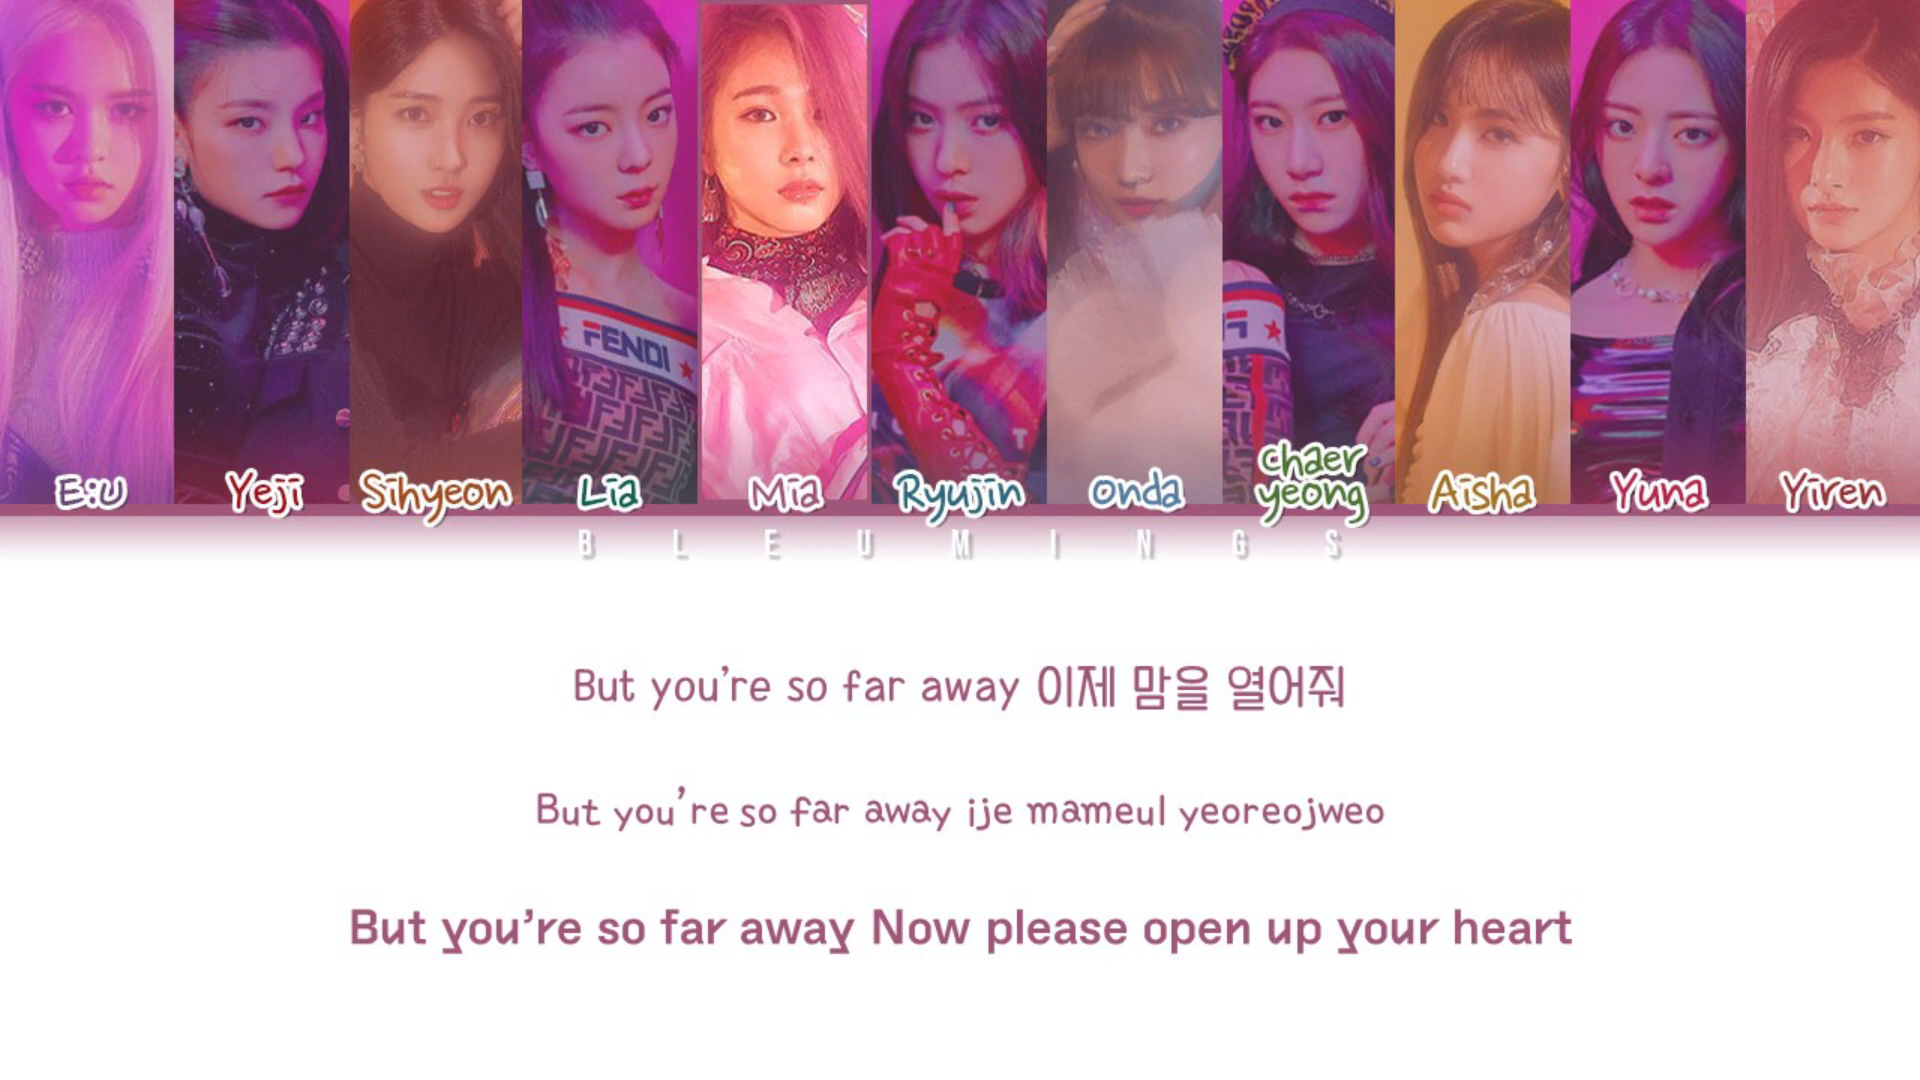 FENDI
E:U Yeji Sihyeon Lia Mia Ryujin Onda chaer yeong Aisha Yuna Yiren
BLEUMINGS
But you're so far away 이제 맘을 열어줘
But you're so far away ije mameul yeoreojweo
But you're so far away Now please open up your heart